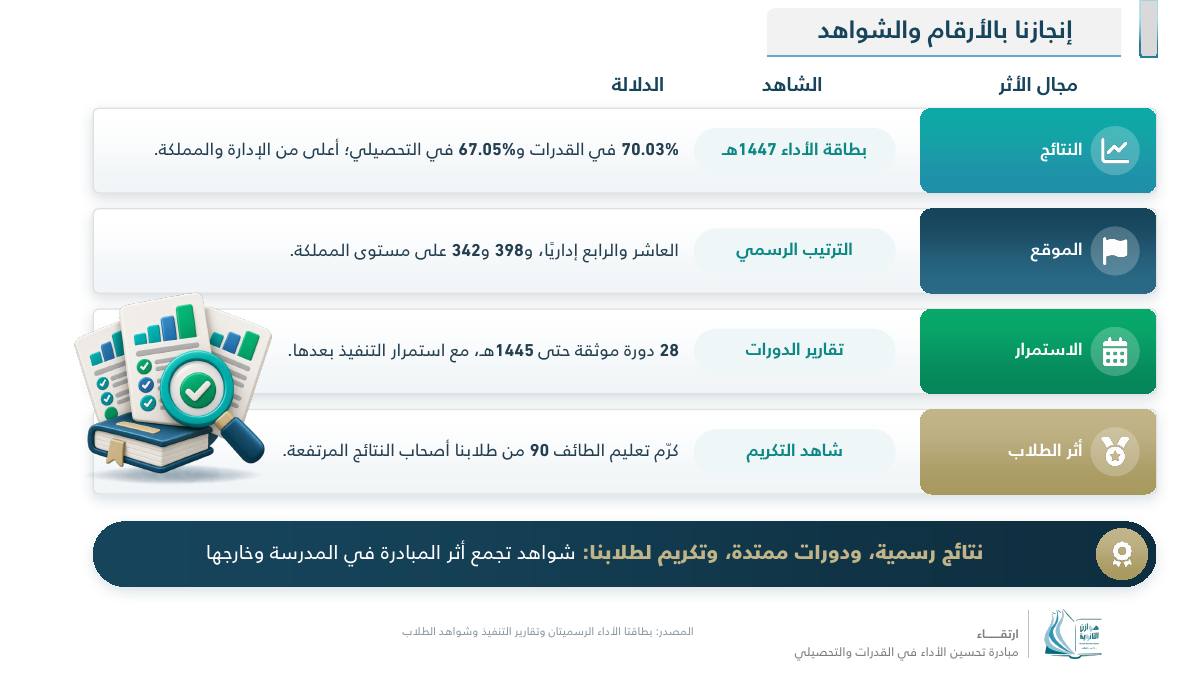 إنجازنا بالأرقام والشواهد
مجال الأثر
الشاهد
الدلالة
النتائج
بطاقة الأداء 1447هـ
70.03% في القدرات و67.05% في التحصيلي؛ أعلى من الإدارة والمملكة.
الموقع
الترتيب الرسمي
العاشر والرابع إداريًا، و398 و342 على مستوى المملكة.
الاستمرار
تقارير الدورات
28 دورة موثقة حتى 1445هـ، مع استمرار التنفيذ بعدها.
أثر الطلاب
شاهد التكريم
كرّم تعليم الطائف 90 من طلابنا أصحاب النتائج المرتفعة.
نتائج رسمية، ودورات ممتدة، وتكريم لطلابنا: شواهد تجمع أثر المبادرة في المدرسة وخارجها
هوازن
الثانوية
ارتقـــــاء
مبادرة تحسين الأداء في القدرات والتحصيلي
المصدر: بطاقتا الأداء الرسميتان وتقارير التنفيذ وشواهد الطلاب